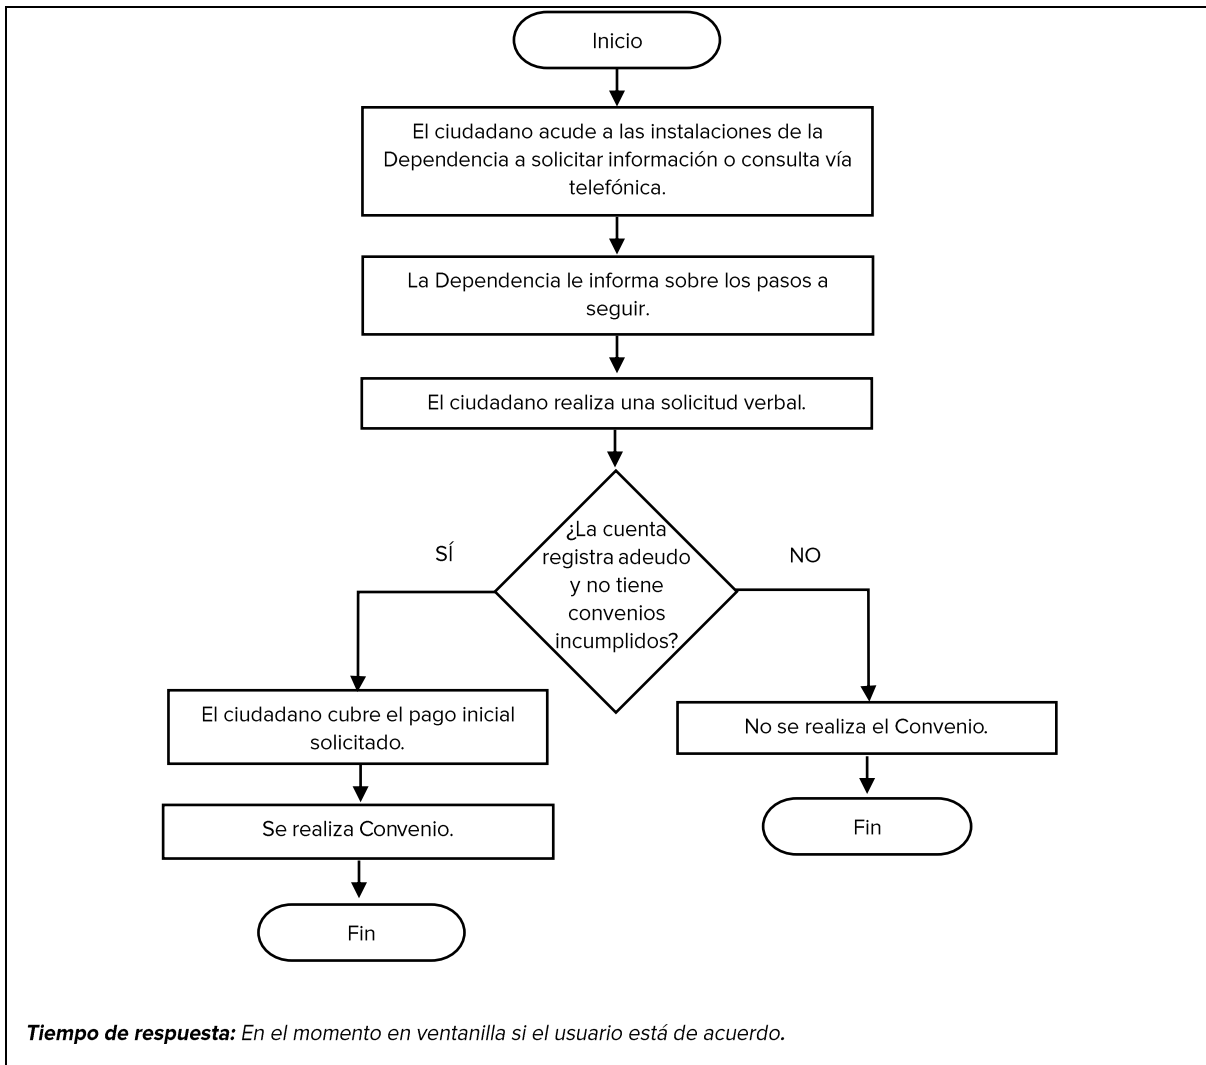 Inicio
El ciudadano acude a las instalaciones de la
Dependencia a solicitar información o consulta vía
telefónica.
La Dependencia le informa sobre los pasos a
seguir.
El ciudadano realiza una solicitud verbal.
¿La cuenta
registra adeudo
y no tiene
convenios
incumplidos?
SÍ
NO
El ciudadano cubre el pago inicial
solicitado.
Se realiza Convenio.
Fin
No se realiza el Convenio.
Fin
Tiempo de respuesta: En el momento en ventanilla si el usuario está de acuerdo.